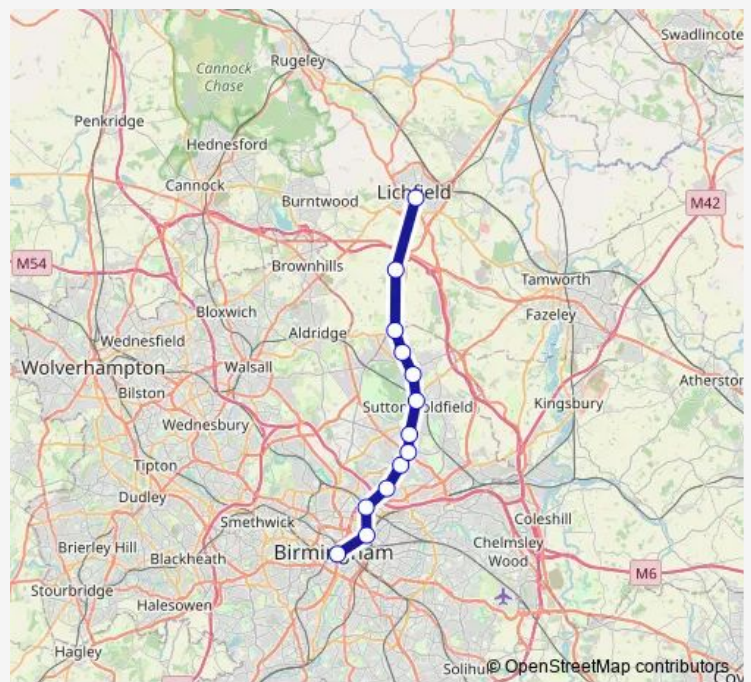 Swadlincote
Rugeley
Cannock
Chase
Penkridge
Hednesford
Cannock
Burntwood
Lichfield
M42
M54
Brownhills
Tamworth
Bloxwich
Fazeley
Wednesfield
Aldridge
Wolverhampton
Walsall
Atherston
Bilston
Sutton Coldfield
Kingsbury
Wednesbury
Tipton
Dudley
Smethwick
Coleshill
Brierley Hill
Blackheath
Birmingham
Chelmsley
Wood
M6
Stourbridge
Halesowen
Hagley
Solihull
© OpenStreetMap contributors
Cov